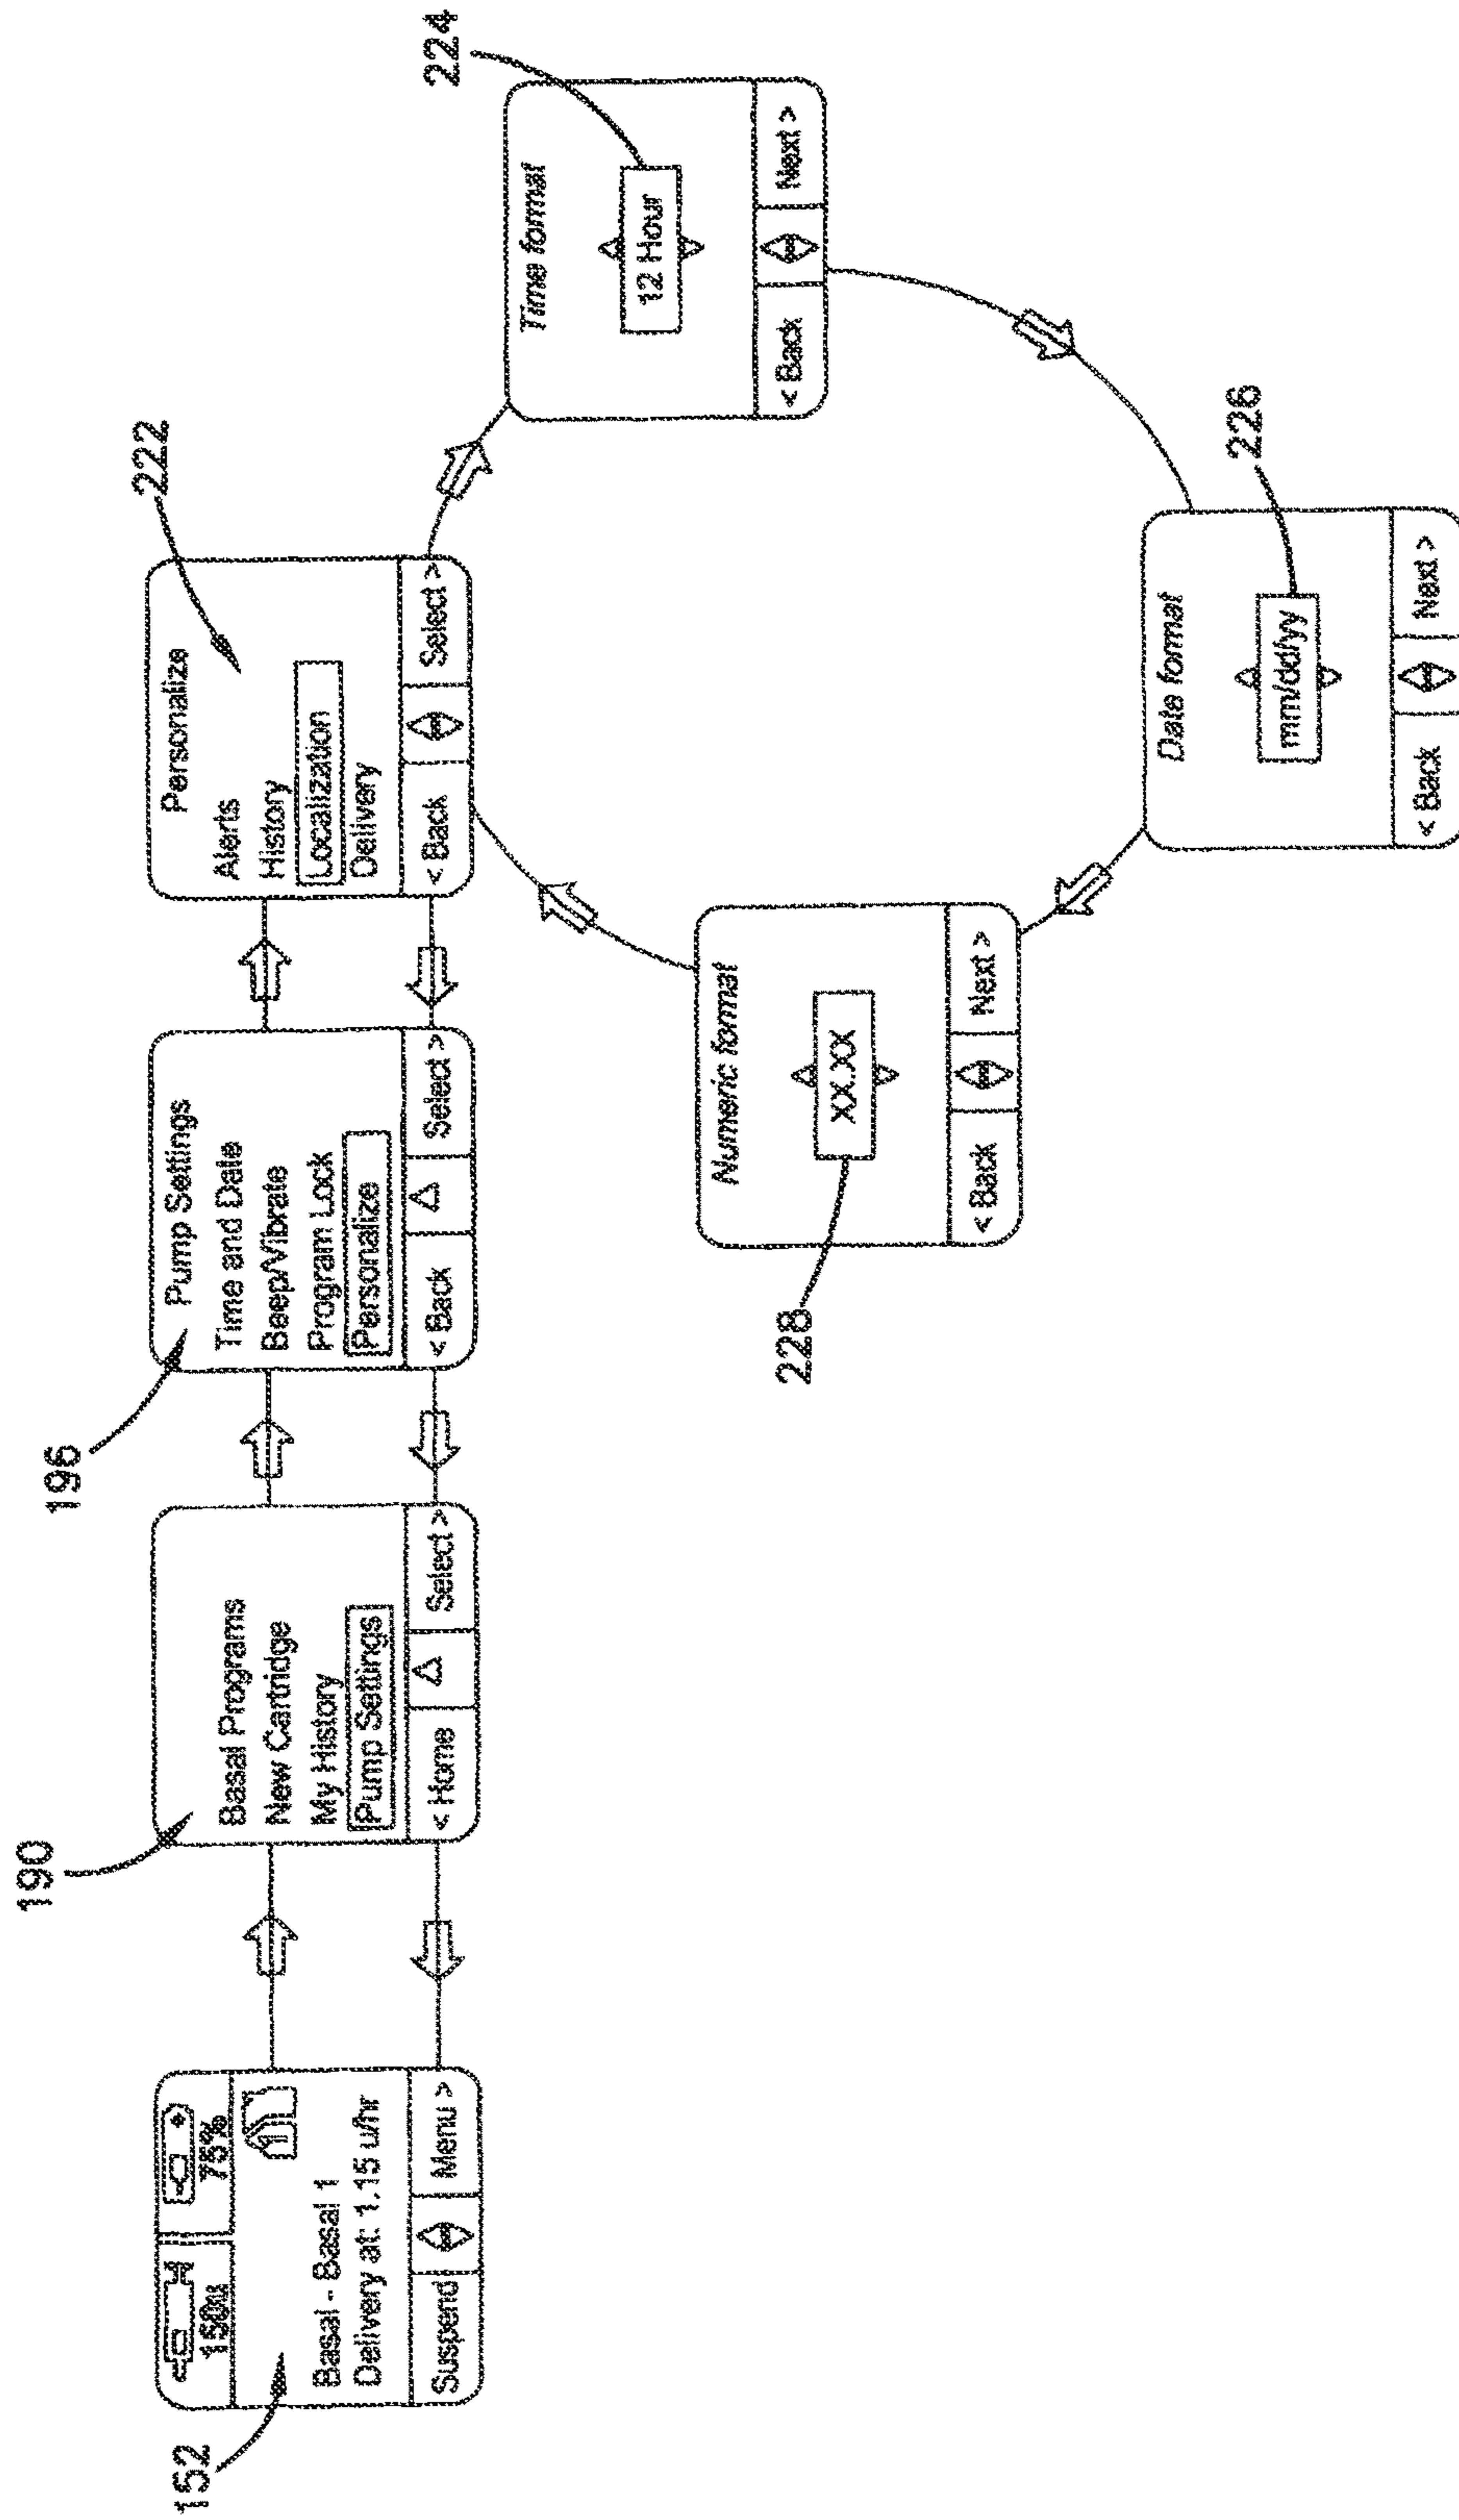 152
150u
75%
Basal - Basal 1
Delivery at: 1.15 u/hr
Suspend
Menu >
190
Basal Programs
New Cartridge
My History
Pump Settings
< Home
Select >
196
Pump Settings
Time and Date
Beep/Vibrate
Program Lock
Personalize
< Back
Select >
222
Personalize
Alerts
History
Localization
Delivery
< Back
Select >
224
Time format
12 Hour
< Back
Next >
226
Date format
mm/dd/yy
< Back
Next >
228
Numeric format
XX.XX
< Back
Next >